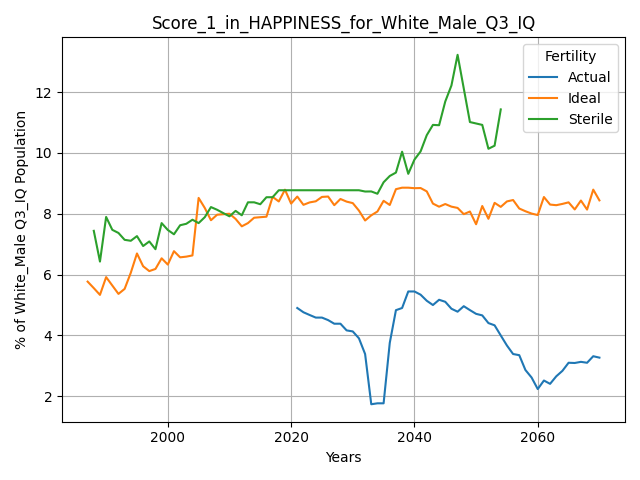 Score_1_in_HAPPINESS_for_White_Male_Q3_IQ
Fertility
Actual
Ideal
Sterile
% of White_Male Q3_IQ Population
12
10
8
6
4
2
2000 2020 2040 2060
Years